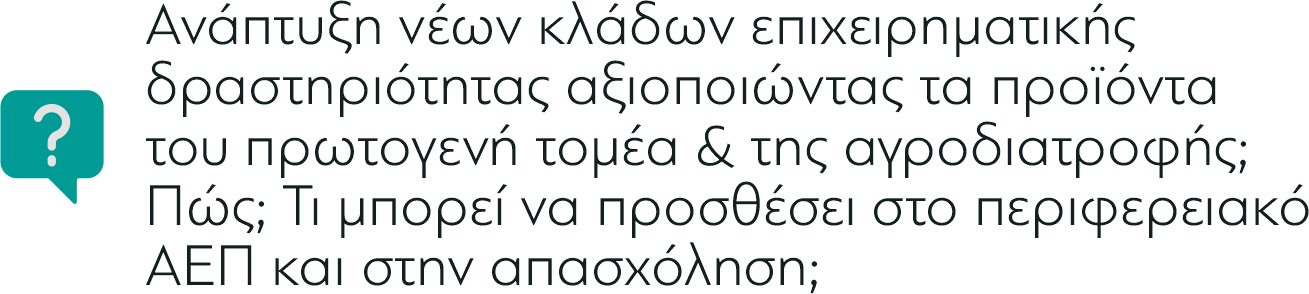 ?
Ανάπτυξη νέων κλάδων επιχειρηματικής
δραστηριότητας αξιοποιώντας τα προϊόντα
του πρωτογενή τομέα & της αγροδιατροφής;
Πώς; Τι μπορεί να προσθέσει στο περιφερειακό
ΑΕΠ και στην απασχόληση;